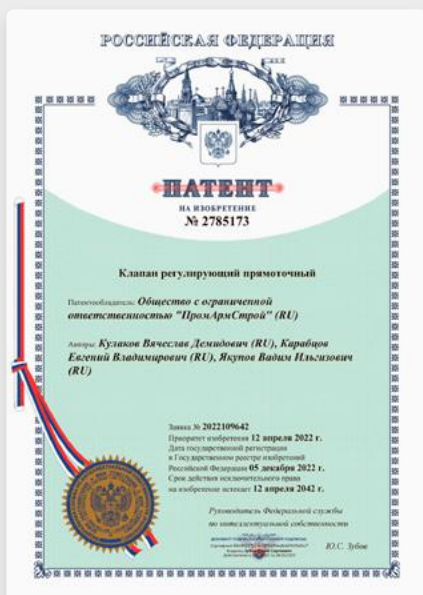 РОССИЙСКАЯ ФЕДЕРАЦИЯ
ПАТЕНТ
НА ИЗОБРЕТЕНИЕ
№ 2785173
Клапан регулирующий прямоточный
Патентообладатель: Общество с ограниченной
ответственностью "ПромАрмСтрой" (RU)
Авторы: Кулаков Вячеслав Демидович (RU), Карабцов
Евгений Владимирович (RU), Якупов Вадим Ильгизович
(RU)
Заявка № 2022109642
Приоритет изобретения 12 апреля 2022 г.
Дата государственной регистрации
в Государственном реестре изобретений
Российской Федерации 05 декабря 2022 г.
Срок действия исключительного права
на изобретение истекает 12 апреля 2042 г.
Руководитель Федеральной службы
по интеллектуальной собственности
Ю.С. Зубов